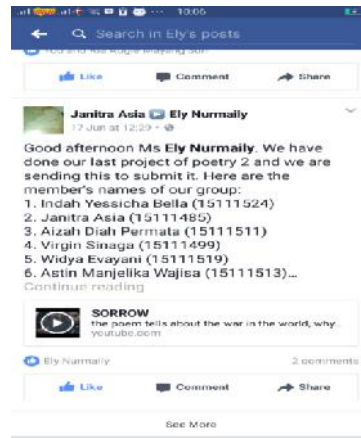 10:06
Search in Ely's posts
Like Comment Share
Janitra Asia Ely Nurmaily
17 Jun at 12:29
Good afternoon Ms Ely Nurmaily. We have
done our last project of poetry 2 and we are
sending this to submit it. Here are the
member's names of our group:
1. Indah Yessicha Bella (15111524)
2. Janitra Asia (15111485)
3. Aizah Diah Permata (15111511)
4. Virgin Sinaga (15111499)
5. Widya Evayani (15111519)
6. Astin Manjelika Wajisa (15111513)...
Continue reading
SORROW
the poem tells about the war in the world, why..
youtube.com
Ely Nurmaily 2 comments
Like Comment Share
See More